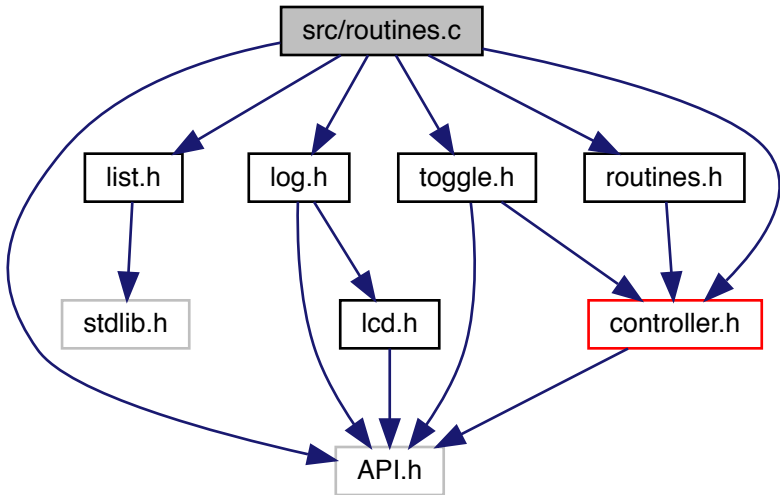 src/routines.c
list.h
log.h
toggle.h
routines.h
stdlib.h
lcd.h
controller.h
API.h